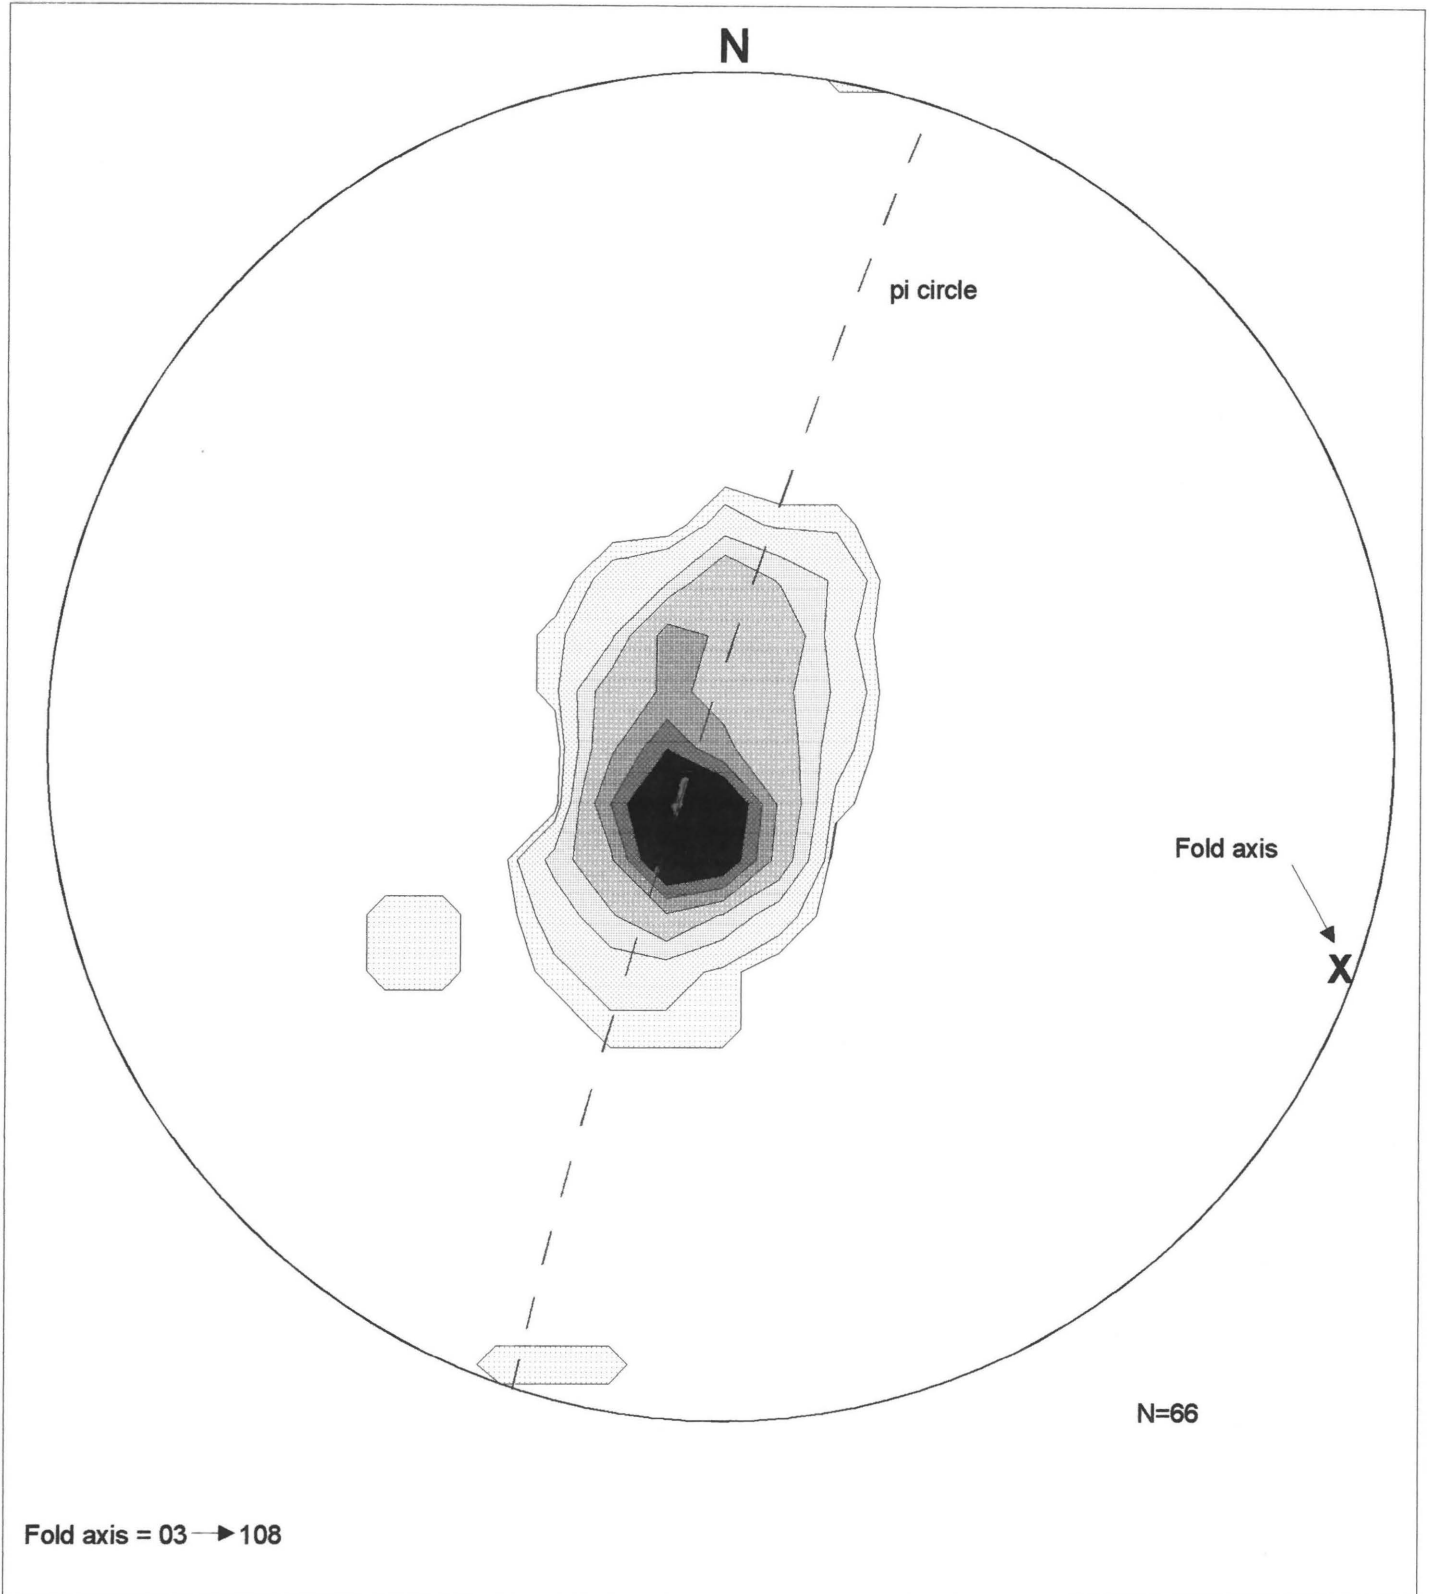 N
pi circle
Fold axis
X
N=66
Fold axis = 03 → 108